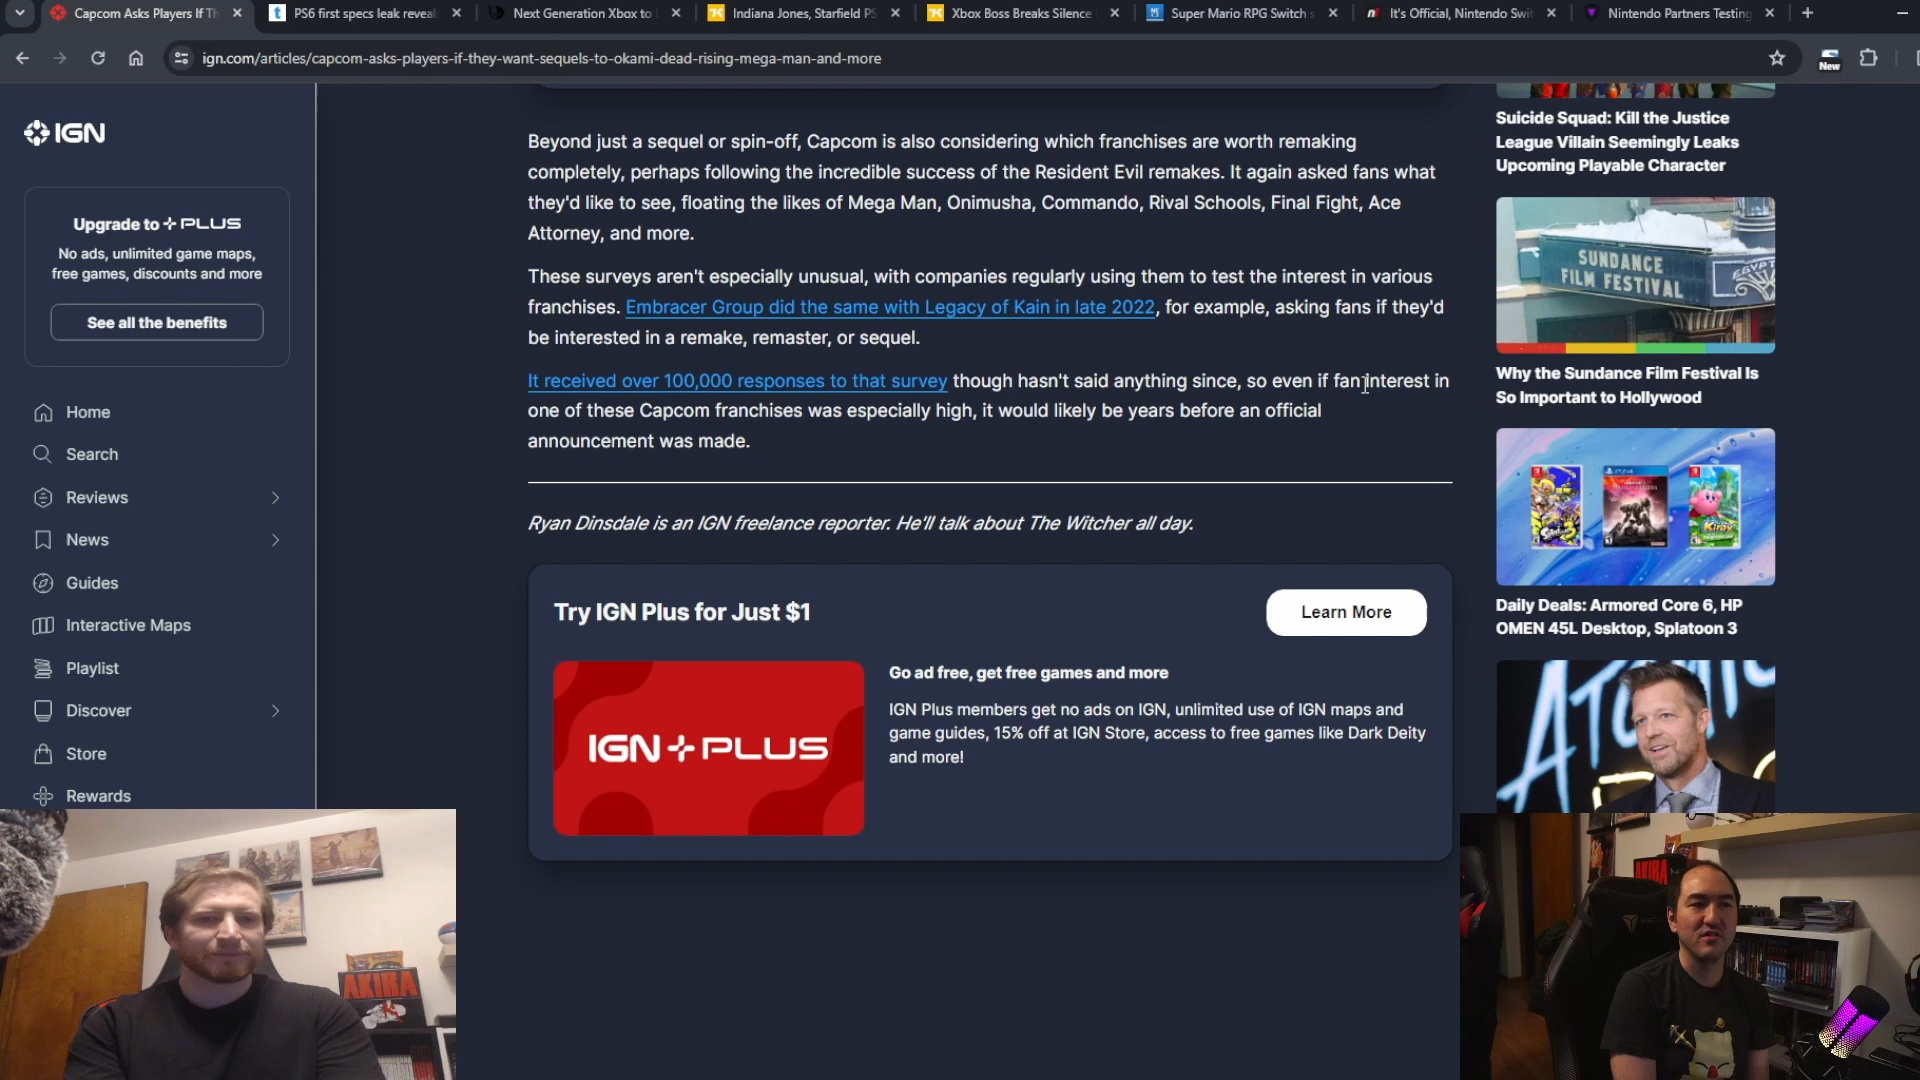 Capcom Asks Players If Th
PS6 first specs leak reveal
Next Generation Xbox to
Indiana Jones, Starfield PS
Xbox Boss Breaks Silence
Super Mario RPG Switch s
It's Official, Nintendo Swit
Nintendo Partners Testing
ign.com/articles/capcom-asks-players-if-they-want-sequels-to-okami-dead-rising-mega-man-and-more
New
IGN
Upgrade to +PLUS
No ads, unlimited game maps,
free games, discounts and more
See all the benefits
Home
Search
Reviews
News
Guides
Interactive Maps
Playlist
Discover
Store
Rewards
Beyond just a sequel or spin-off, Capcom is also considering which franchises are worth remaking
completely, perhaps following the incredible success of the Resident Evil remakes. It again asked fans what
they'd like to see, floating the likes of Mega Man, Onimusha, Commando, Rival Schools, Final Fight, Ace
Attorney, and more.
These surveys aren't especially unusual, with companies regularly using them to test the interest in various
franchises. Embracer Group did the same with Legacy of Kain in late 2022, for example, asking fans if they'd
be interested in a remake, remaster, or sequel.
It received over 100,000 responses to that survey though hasn't said anything since, so even if fan interest in
one of these Capcom franchises was especially high, it would likely be years before an official
announcement was made.
Ryan Dinsdale is an IGN freelance reporter. He'll talk about The Witcher all day.
Try IGN Plus for Just $1
Learn More
IGN+PLUS
Go ad free, get free games and more
IGN Plus members get no ads on IGN, unlimited use of IGN maps and
game guides, 15% off at IGN Store, access to free games like Dark Deity
and more!
Suicide Squad: Kill the Justice
League Villain Seemingly Leaks
Upcoming Playable Character
SUNDANCE
FILM FESTIVAL
EGYPT
Why the Sundance Film Festival Is
So Important to Hollywood
Kirby
Daily Deals: Armored Core 6, HP
OMEN 45L Desktop, Splatoon 3
ATOMIC
AKIRA
AKIRA